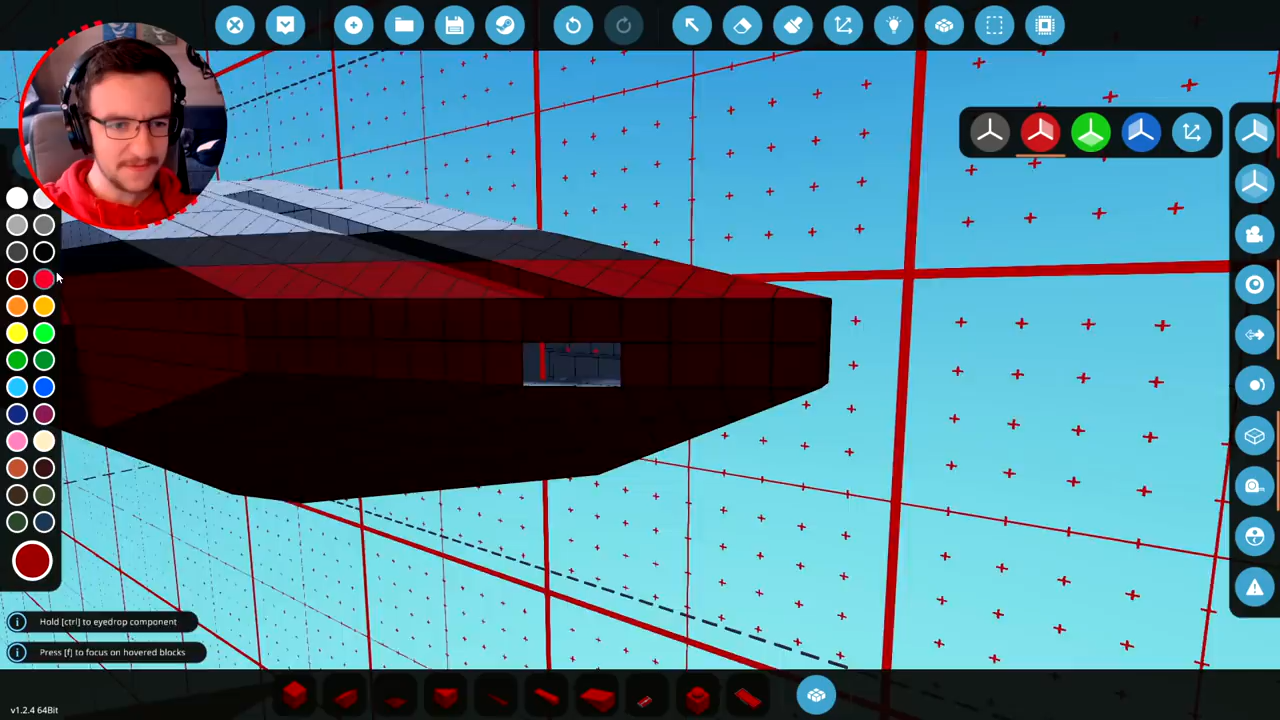 Hold [ctrl] to eyedrop component
Press [f] to focus on hovered blocks
v1.2.4 64Bit